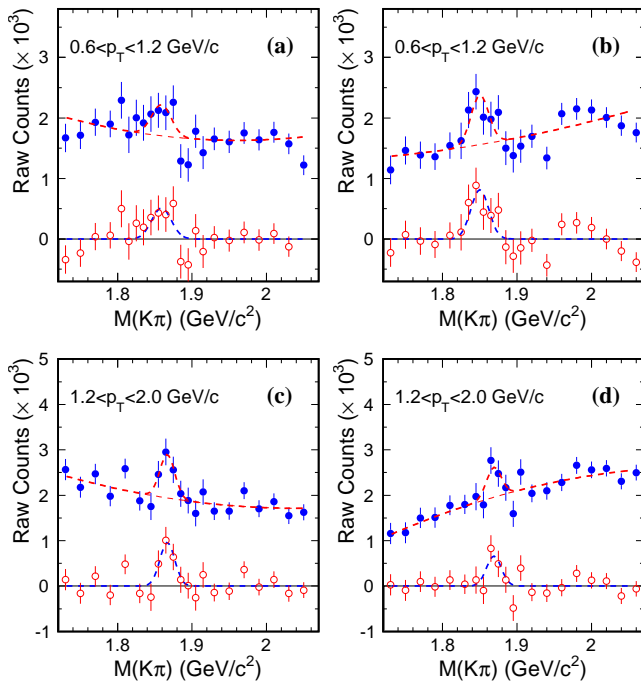 0.6<p_T<1.2 GeV/c (a)
Raw Counts (× 10³)
3
2
1
0
1.8 1.9 2
M(Kπ) (GeV/c²)
0.6<p_T<1.2 GeV/c (b)
Raw Counts (× 10³)
3
2
1
0
1.8 1.9 2
M(Kπ) (GeV/c²)
1.2<p_T<2.0 GeV/c (c)
Raw Counts (× 10³)
5
4
3
2
1
0
-1
1.8 1.9 2
M(Kπ) (GeV/c²)
1.2<p_T<2.0 GeV/c (d)
Raw Counts (× 10³)
5
4
3
2
1
0
-1
1.8 1.9 2
M(Kπ) (GeV/c²)